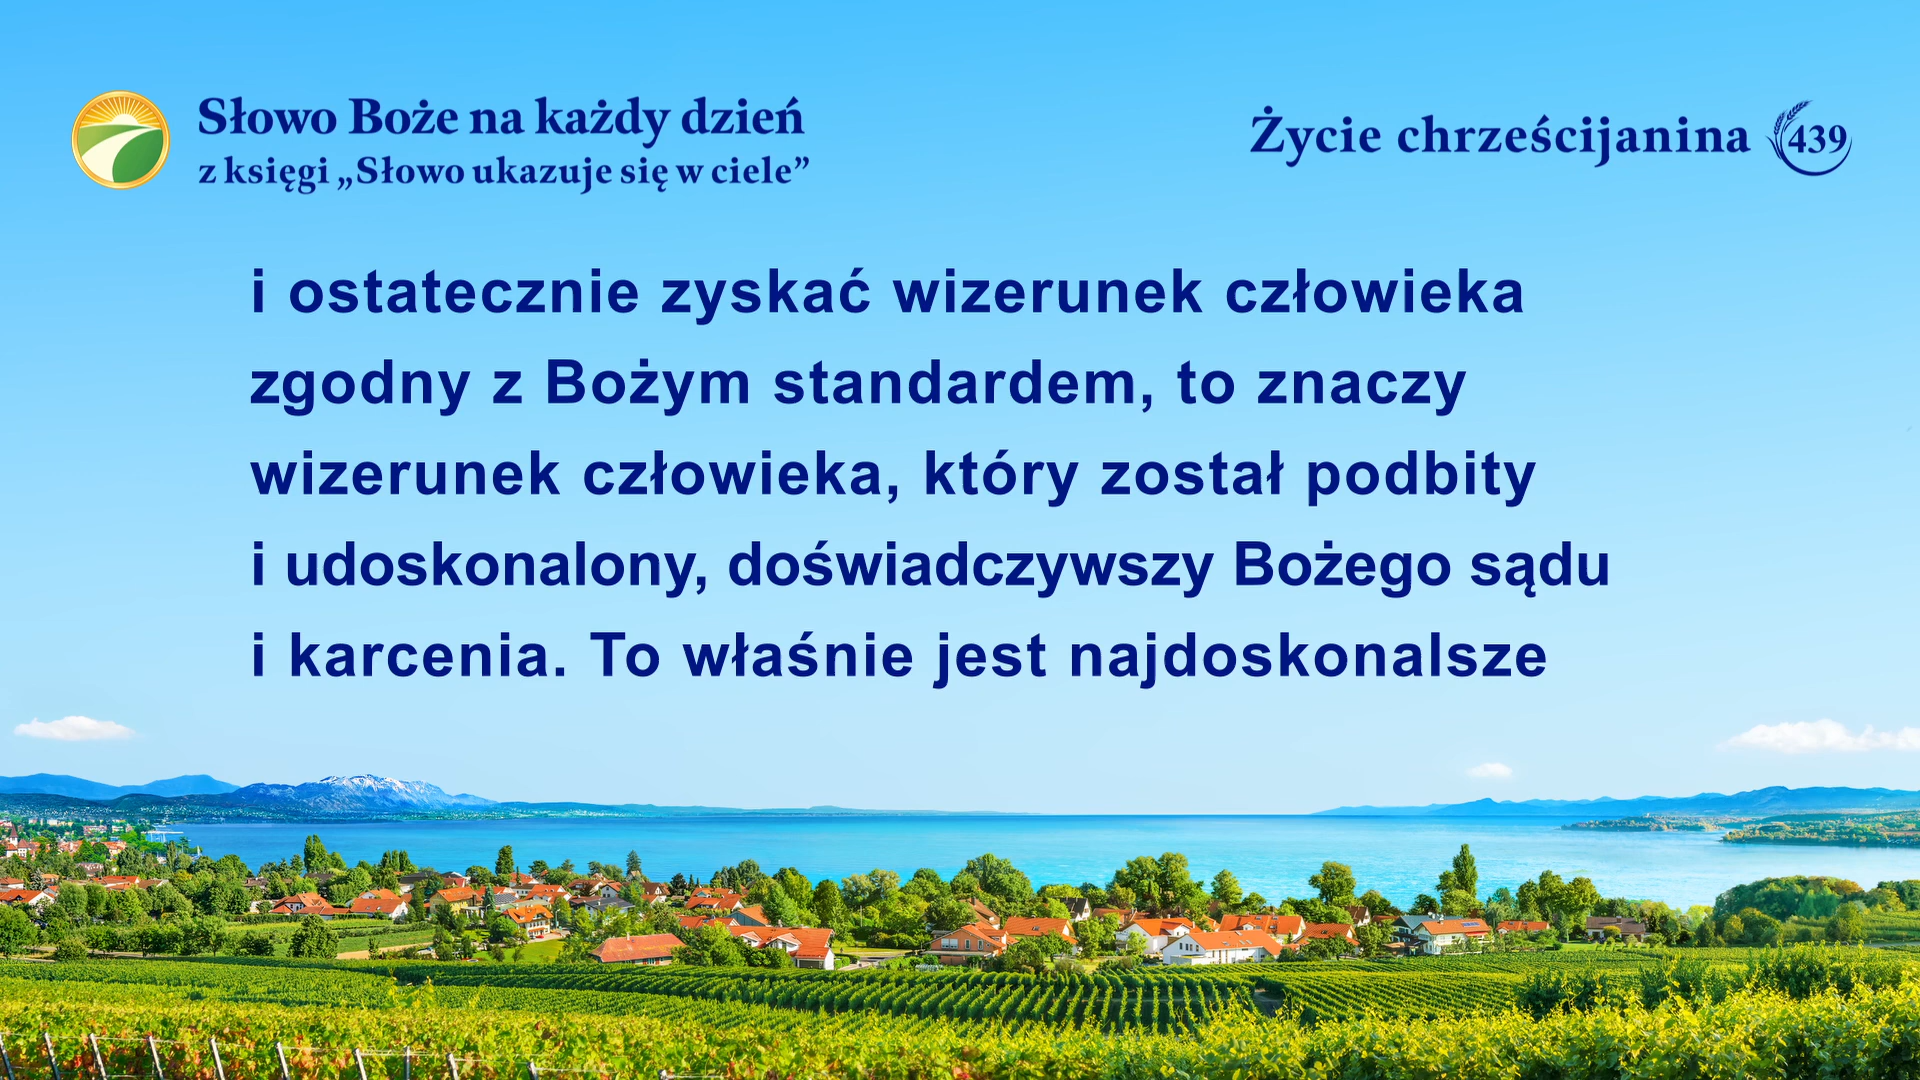 Słowo Boże na każdy dzień
z księgi „Słowo ukazuje się w ciele”
Życie chrześcijanina 439
i ostatecznie zyskać wizerunek człowieka
zgodny z Bożym standardem, to znaczy
wizerunek człowieka, który został podbity
i udoskonalony, doświadczywszy Bożego sądu
i karcenia. To właśnie jest najdoskonalsze